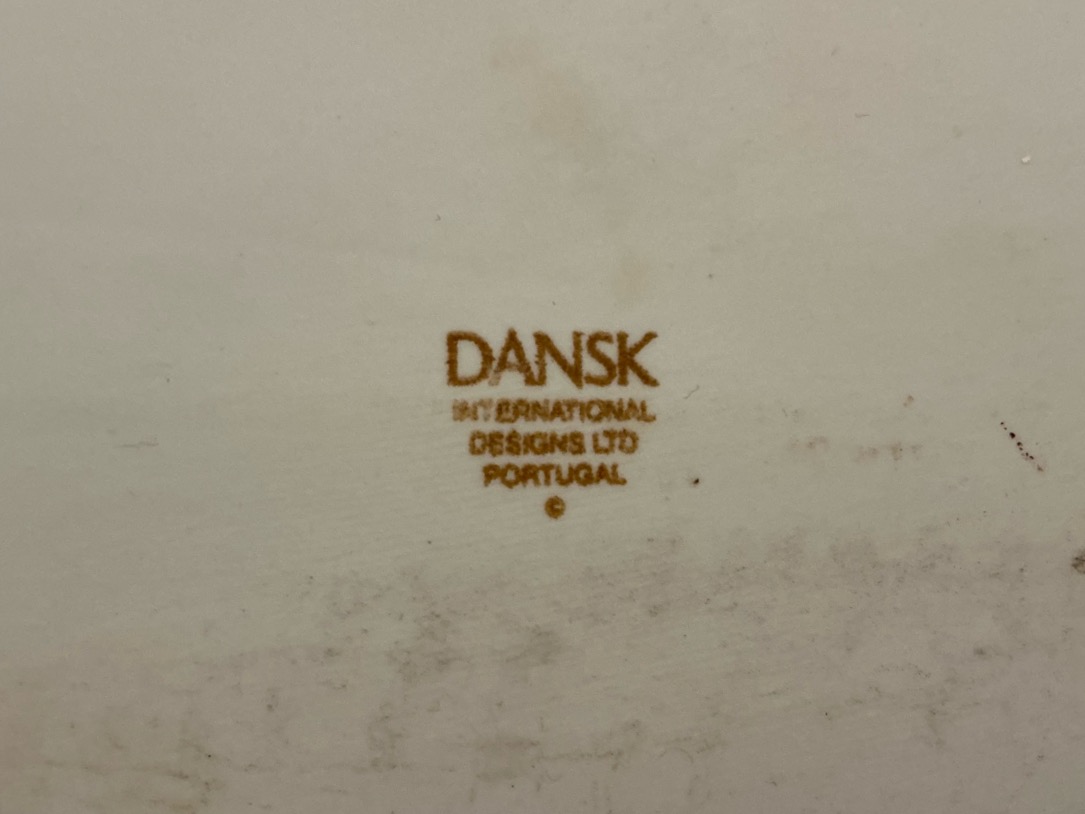 DANSK
INTERNATIONAL
DESIGNS LTD
PORTUGAL
©